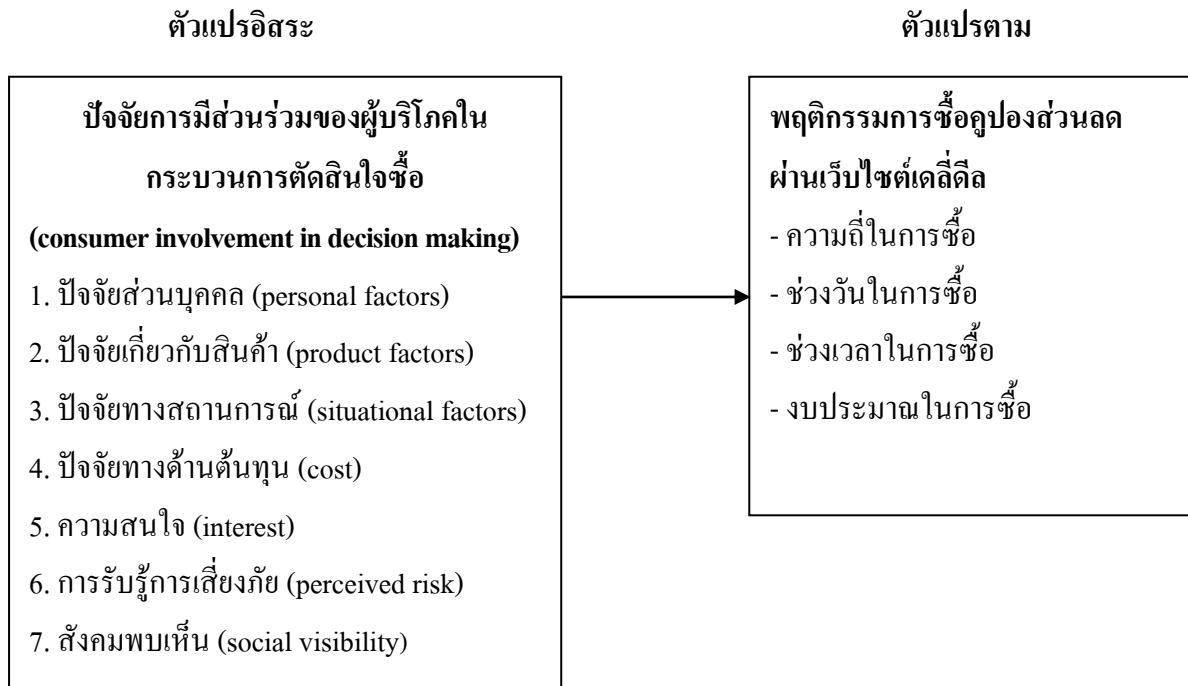 ตัวแปรอิสระ
ตัวแปรตาม
ปัจจัยการมีส่วนร่วมของผู้บริโภคใน
กระบวนการตัดสินใจซื้อ
(consumer involvement in decision making)
1. ปัจจัยส่วนบุคคล (personal factors)
2. ปัจจัยเกี่ยวกับสินค้า (product factors)
3. ปัจจัยทางสถานการณ์ (situational factors)
4. ปัจจัยทางด้านต้นทุน (cost)
5. ความสนใจ (interest)
6. การรับรู้การเสี่ยงภัย (perceived risk)
7. สังคมพบเห็น (social visibility)
พฤติกรรมการซื้อคูปองส่วนลด
ผ่านเว็บไซต์เดลี่ดีล
- ความถี่ในการซื้อ
- ช่วงวันในการซื้อ
- ช่วงเวลาในการซื้อ
- งบประมาณในการซื้อ